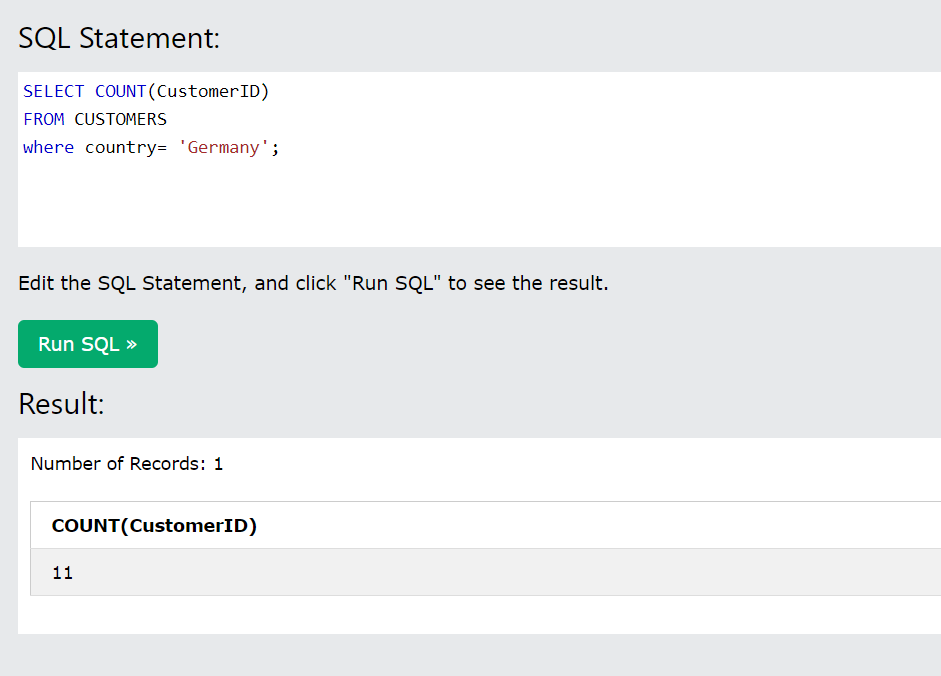 SQL Statement:
SELECT COUNT(CustomerID)
FROM CUSTOMERS
where country= 'Germany';
Edit the SQL Statement, and click "Run SQL" to see the result.
Run SQL »
Result:
Number of Records: 1
COUNT(CustomerID)
11